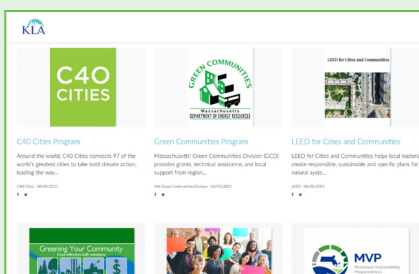 KLA
C40
CITIES
GREEN COMMUNITIES
Massachusetts
DEPARTMENT OF ENERGY RESOURCES
LEED for Cities and Communities
C40 Cities Program
Green Communities Program
LEED for Cities and Communities
Around the world, C40 Cities connects 97 of the
world's greatest cities to take bold climate action,
leading the way...
Massachusetts' Green Communities Division (GCD)
provides grants, technical assistance, and local
support from region...
LEED for Cities and Communities helps local leaders
create responsible, sustainable and specific plans for
natural syste...
Greening Your Community
MVP
Municipal Vulnerability
Preparedness